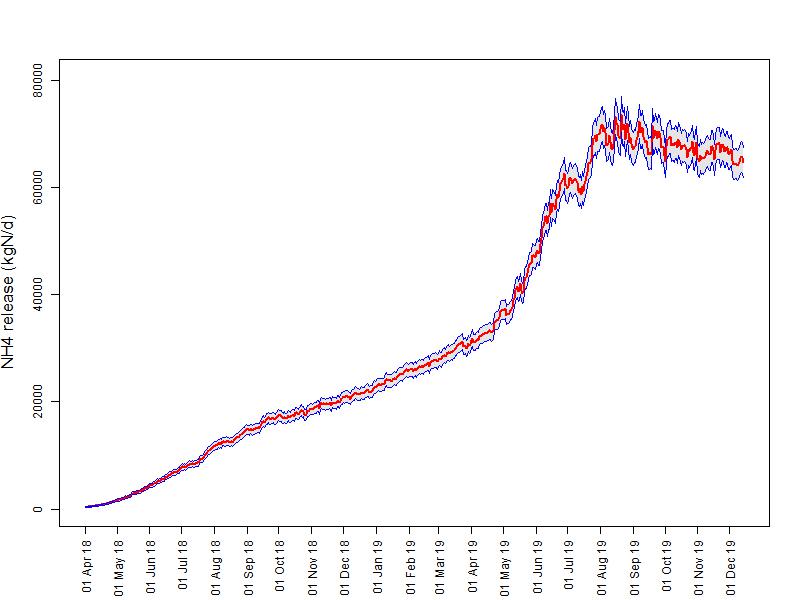 NH4 release (kgN/d)
80000
60000
40000
20000
0
01 Apr 18
01 May 18
01 Jun 18
01 Jul 18
01 Aug 18
01 Sep 18
01 Oct 18
01 Nov 18
01 Dec 18
01 Jan 19
01 Feb 19
01 Mar 19
01 Apr 19
01 May 19
01 Jun 19
01 Jul 19
01 Aug 19
01 Sep 19
01 Oct 19
01 Nov 19
01 Dec 19